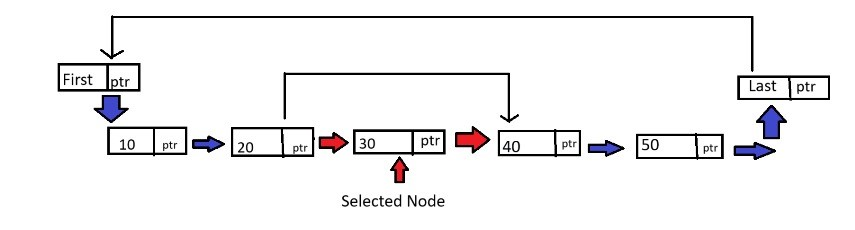 First ptr
Last ptr
10 ptr
20 ptr
30 ptr
40 ptr
50 ptr
Selected Node